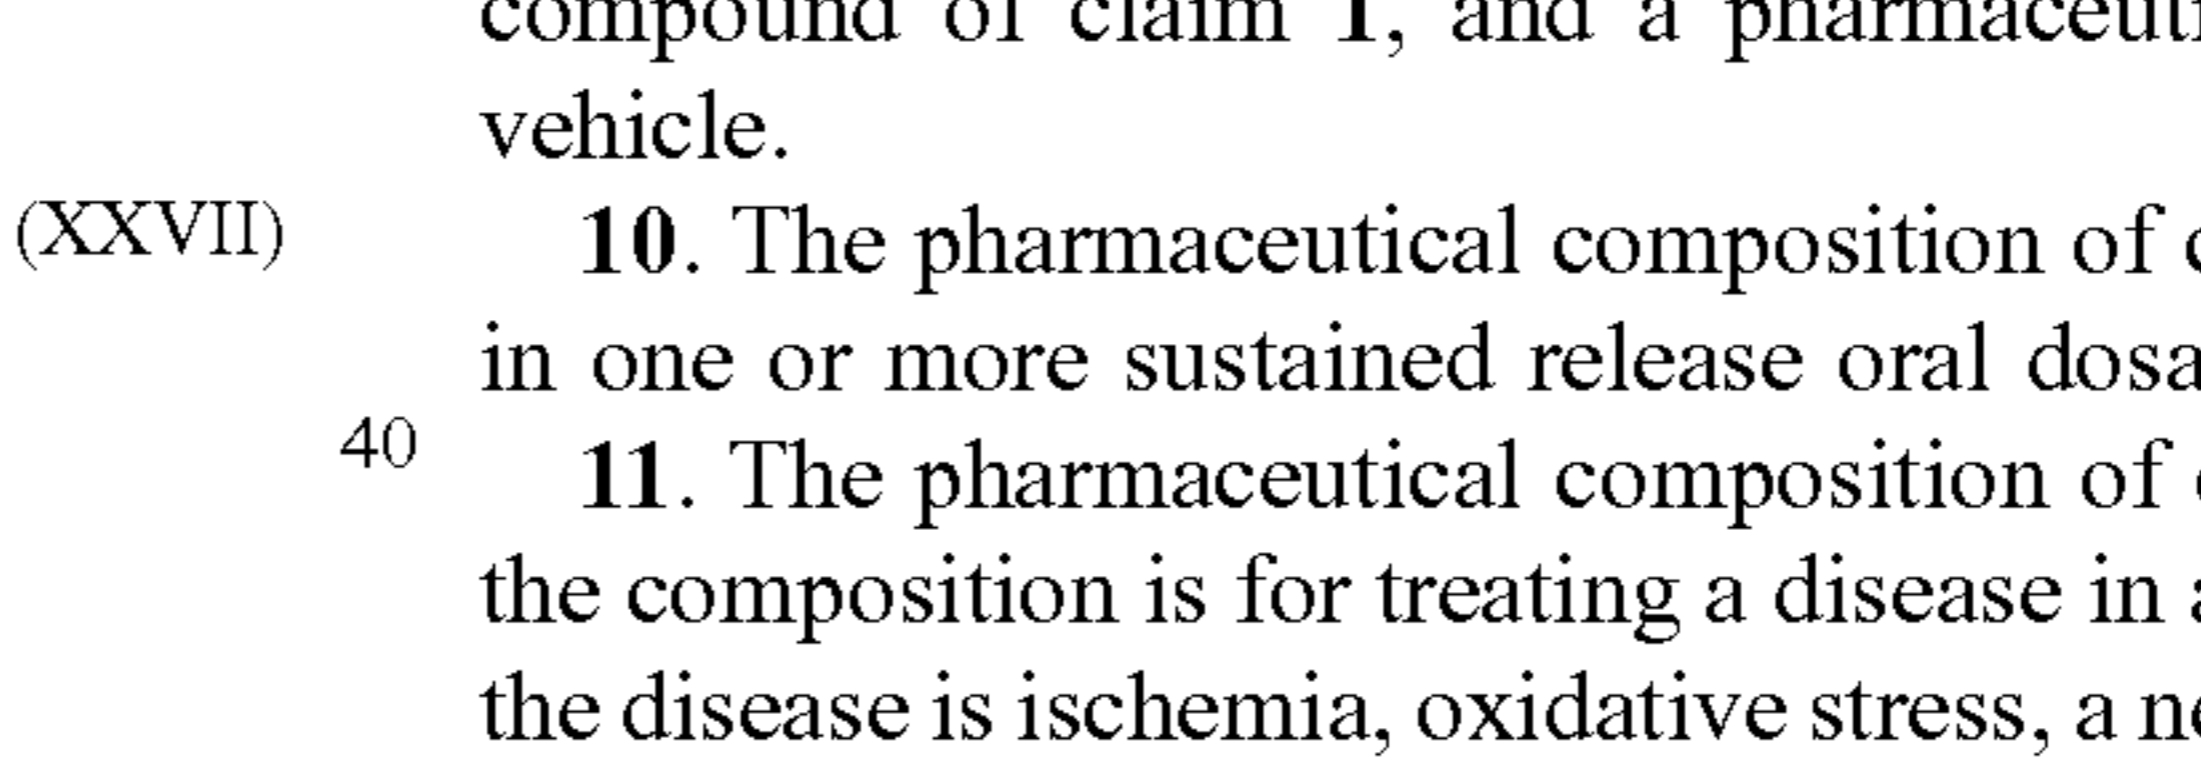 compound of claim 1, and a
vehicle.
(XXVII)
10. The pharmaceutical composition of
in one or more sustained release oral
40
11. The pharmaceutical composition of
the composition is for treating a disease in
the disease is ischemia, oxidative stress, a